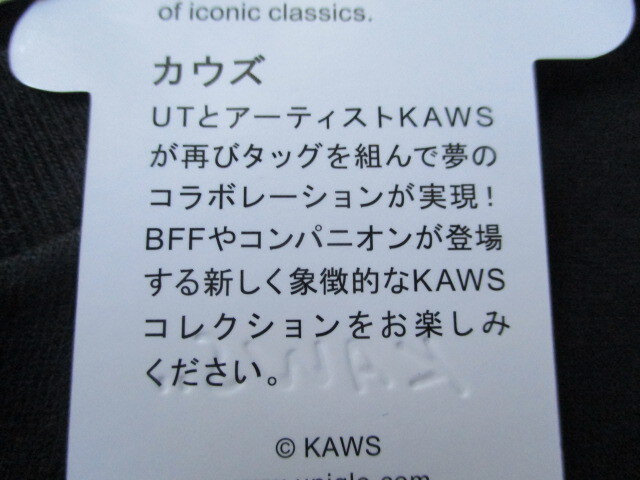 of iconic classics.
カウズ
UTとアーティストKAWS
が再びタッグを組んで夢の
コラボレーションが実現！
BFFやコンパニオンが登場
する新しく象徴的なKAWS
コレクションをお楽しみ
ください。
© KAWS